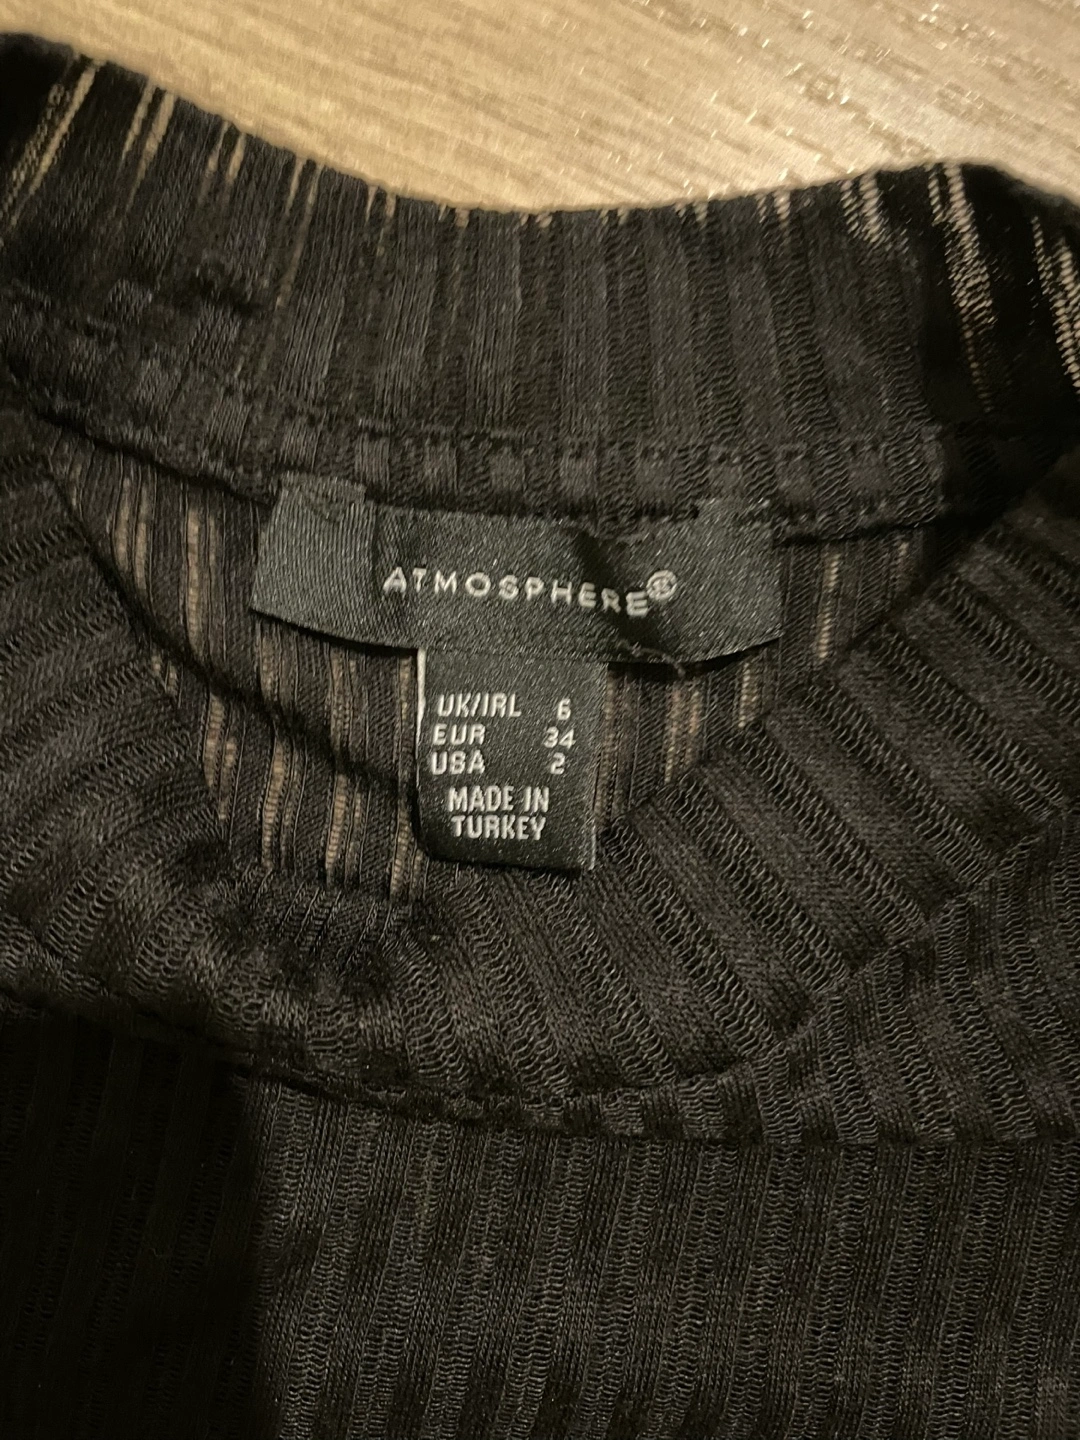 ATMOSPHERE®
UK/IRL 6
EUR 34
USA 2
MADE IN
TURKEY